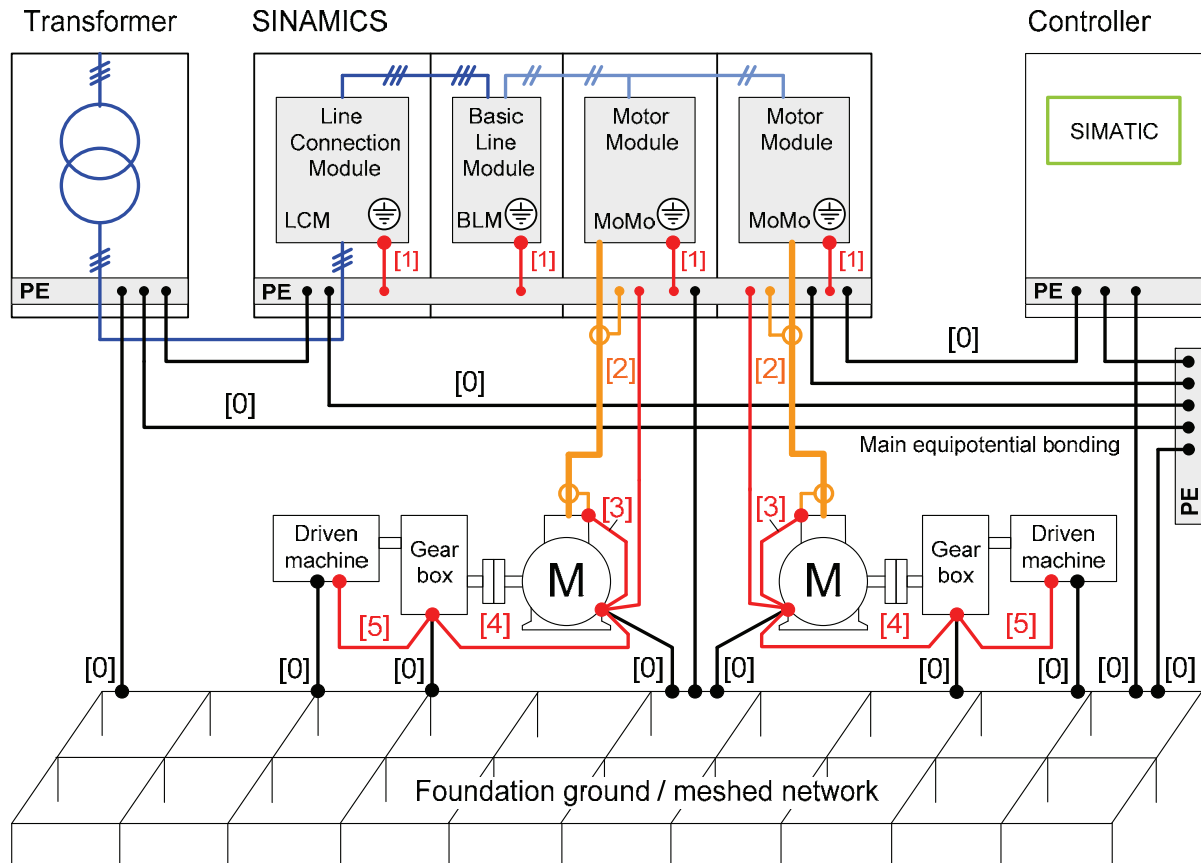 Transformer
SINAMICS
Controller
Line
Connection
Module
LCM
Basic
Line
Module
BLM
Motor
Module
MoMo
Motor
Module
MoMo
SIMATIC
[1]
[1]
[1]
[1]
PE
PE
PE
[0]
[0]
[0]
[2]
[2]
Main equipotential bonding
PE
[3]
[3]
Driven
machine
Gear
box
M
M
Gear
box
Driven
machine
[5]
[4]
[4]
[5]
[0]
[0]
[0]
[0]
[0]
[0]
[0]
[0]
[0]
Foundation ground / meshed network